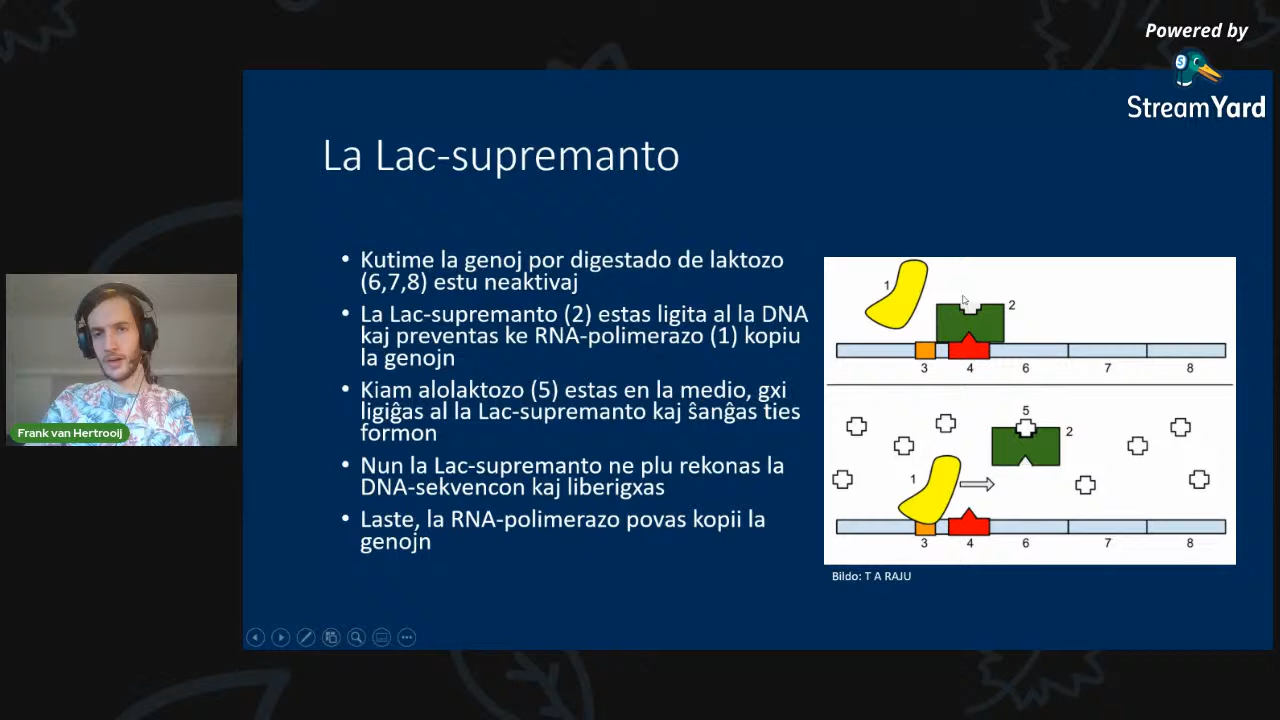 Powered by
StreamYard
La Lac-supremanto
• Kutime la genoj por digestado de laktozo
(6,7,8) estu neaktivaj
• La Lac-supremanto (2) estas ligita al la DNA
kaj preventas ke RNA-polimerazo (1) kopiu
la genojn
• Kiam alolaktozo (5) estas en la medio, gxi
ligiĝas al la Lac-supremanto kaj ŝanĝas ties
formon
• Nun la Lac-supremanto ne plu rekonas la
DNA-sekvencon kaj liberigxas
• Laste, la RNA-polimerazo povas kopii la
genojn
1
2
3 4 6 7 8
5
2
1
3 4 6 7 8
Bildo: T A RAJU
Frank van Hertrooij